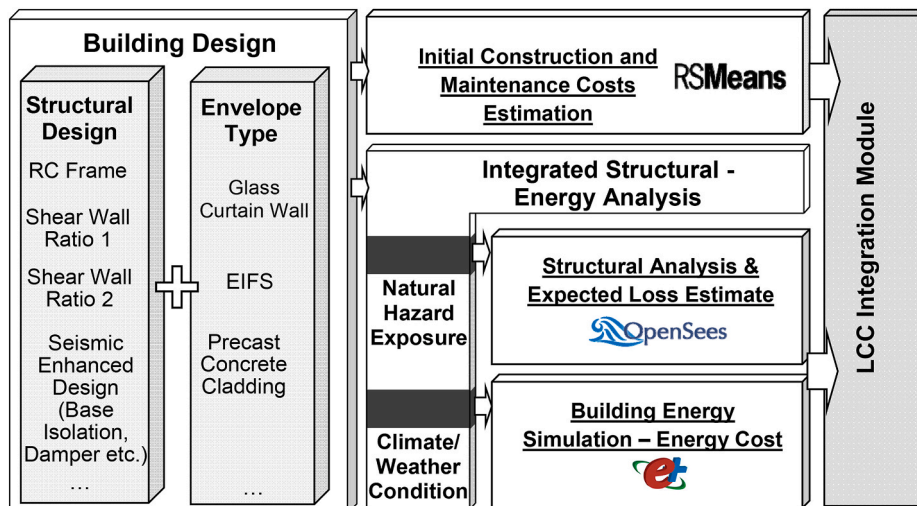 Building Design
Structural
Design
RC Frame
Shear Wall
Ratio 1
Shear Wall
Ratio 2
Seismic
Enhanced
Design
(Base
Isolation,
Damper etc.)
...
Envelope
Type
Glass
Curtain Wall
EIFS
Precast
Concrete
Cladding
...
Initial Construction and
Maintenance Costs
Estimation
RSMeans
Integrated Structural -
Energy Analysis
Natural
Hazard
Exposure
Structural Analysis &
Expected Loss Estimate
OpenSees
Climate/
Weather
Condition
Building Energy
Simulation – Energy Cost
e+
LCC Integration Module